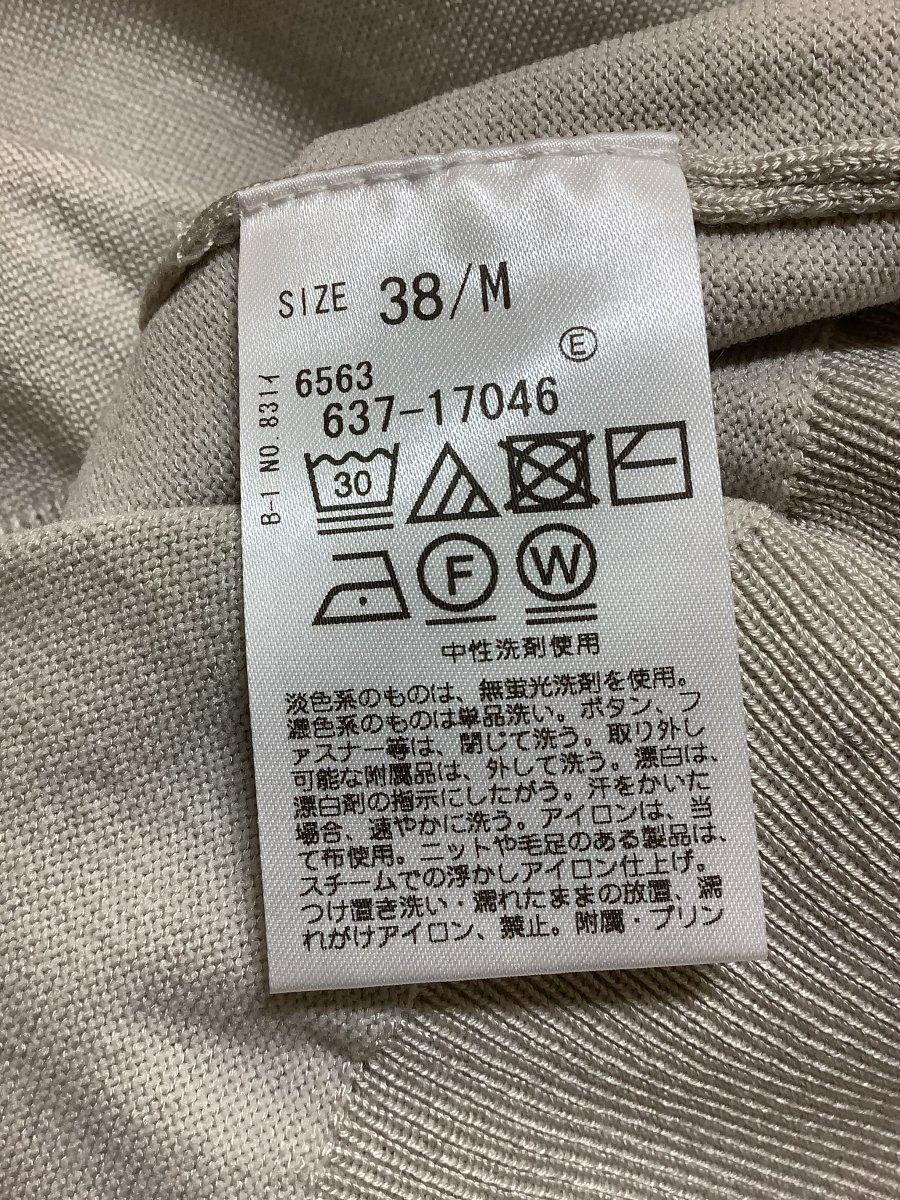 SIZE 38/M
E
6563
637-17046
B-1 NO.8311
30
F
W
中性洗剤使用
淡色系のものは、無蛍光洗剤を使用。
濃色系のものは単品洗い。ボタン、フ
ァスナー等は、閉じて洗う。取り外し
可能な附属品は、外して洗う。漂白は、
漂白剤の指示にしたがう。汗をかいた
場合、速やかに洗う。アイロンは、当
て布使用。ニットや毛足のある製品は、
スチームでの浮かしアイロン仕上げ。
つけ置き洗い・濡れたままの放置、濡
れがけアイロン、禁止。附属・プリン